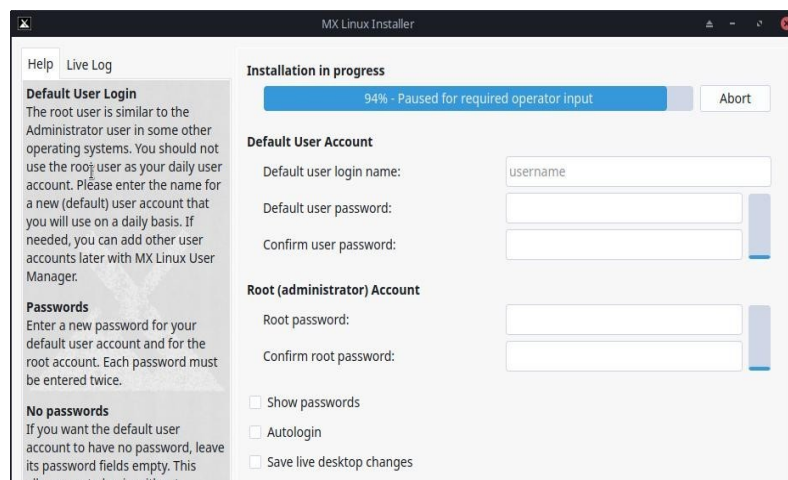 MX Linux Installer
Help
Live Log
Default User Login
The root user is similar to the
Administrator user in some other
operating systems. You should not
use the root user as your daily user
account. Please enter the name for
a new (default) user account that
you will use on a daily basis. If
needed, you can add other user
accounts later with MX Linux User
Manager.
Passwords
Enter a new password for your
default user account and for the
root account. Each password must
be entered twice.
No passwords
If you want the default user
account to have no password, leave
its password fields empty. This
Installation in progress
94% - Paused for required operator input
Abort
Default User Account
Default user login name:
username
Default user password:
Confirm user password:
Root (administrator) Account
Root password:
Confirm root password:
Show passwords
Autologin
Save live desktop changes